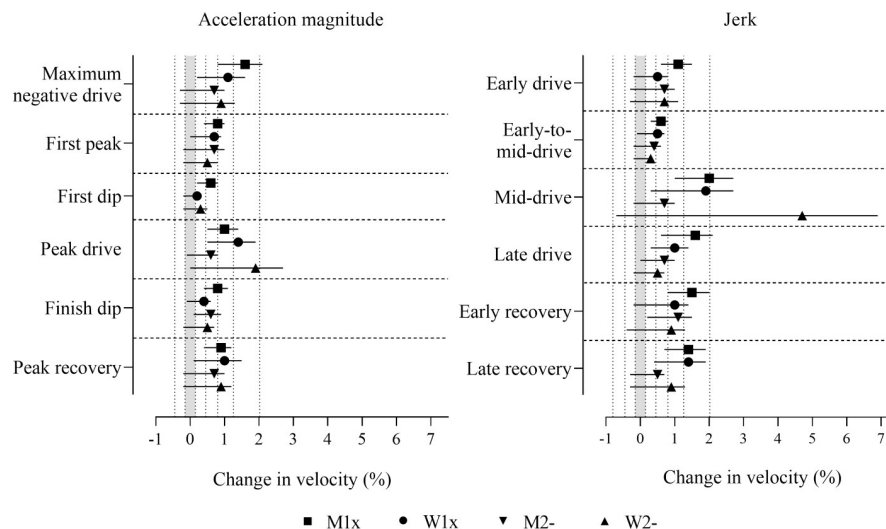 Acceleration magnitude
Maximum
negative drive
First peak
First dip
Peak drive
Finish dip
Peak recovery
-1 0 1 2 3 4 5 6 7
Change in velocity (%)
Jerk
Early drive
Early-to-
mid-drive
Mid-drive
Late drive
Early recovery
Late recovery
-1 0 1 2 3 4 5 6 7
Change in velocity (%)
M1x W1x M2- W2-